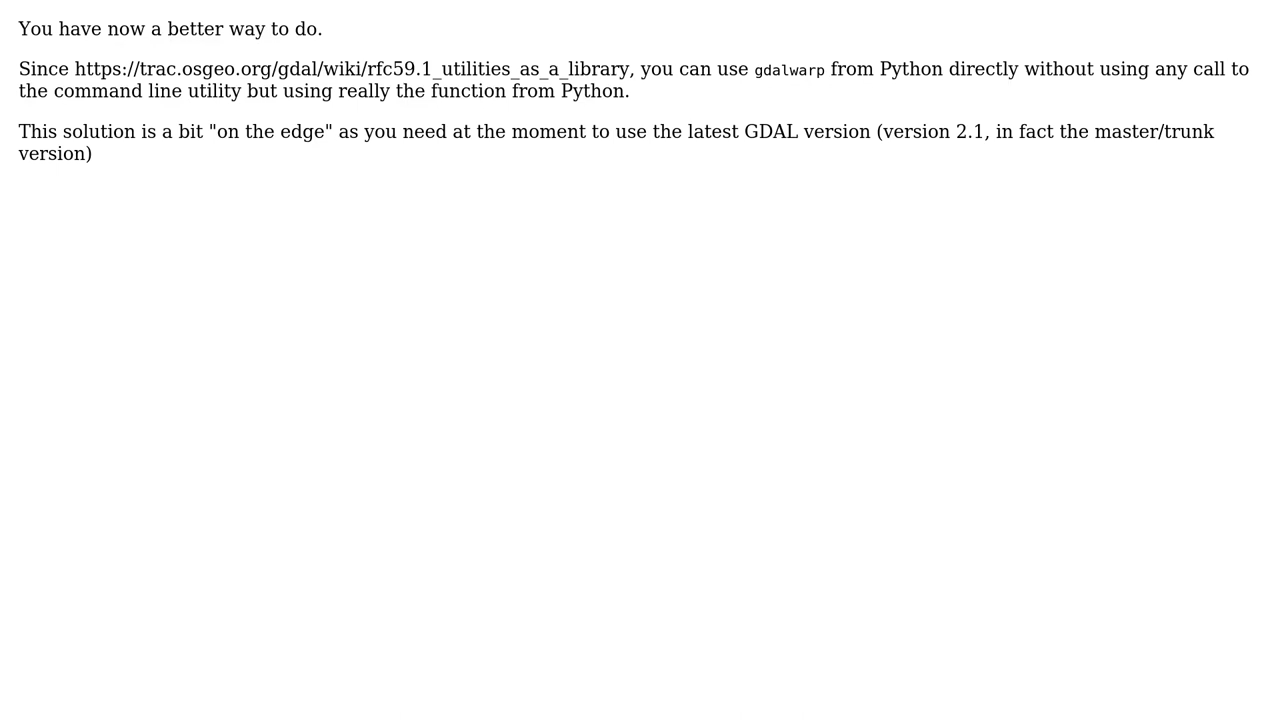 You have now a better way to do.
Since https://trac.osgeo.org/gdal/wiki/rfc59.1_utilities_as_a_library, you can use gdalwarp from Python directly without using any call to
the command line utility but using really the function from Python.
This solution is a bit "on the edge" as you need at the moment to use the latest GDAL version (version 2.1, in fact the master/trunk
version)